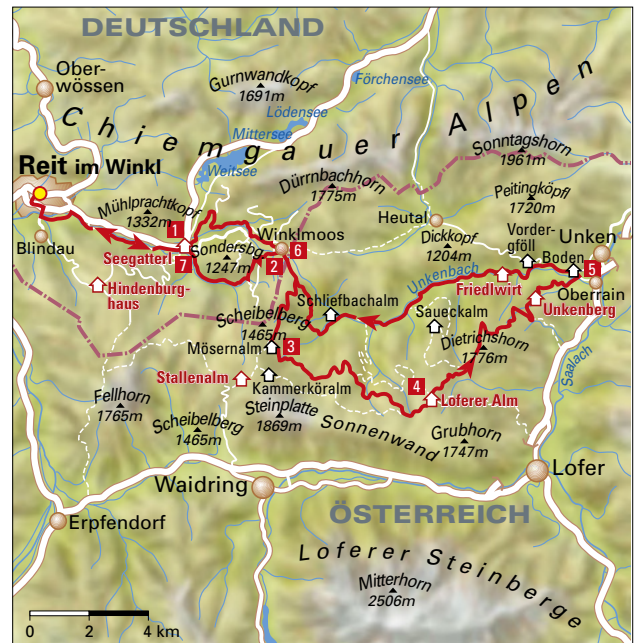 DEUTSCHLAND
Ober-
wössen
Gurnwandkopf
1691m
Förchensee
Lödensee
Mittersee
Weitsee
Chiemgauer Alpen
Sonntagshorn
1961m
Reit im Winkl
Dürrnbachhorn
1775m
Peitingköpfl
1720m
Mühlprachtkopf
1332m
Heutal
Dickkopf
1204m
Vorder-
gföll
Unken
Blindau
1
Seegatterl
7
Sondersbg.
1247m
Winklmoos
6
2
Boden
5
Unkenbach
Friedlwirt
Oberrain
Unkenberg
Hindenburg-
haus
Schliefbachalm
Saueckalm
Scheibelberg
1465m
Mösernalm
3
Dietrichshorn
1776m
Saalach
Stallenalm
Kammerköralm
4
Loferer Alm
Fellhorn
1765m
Scheibelberg
1465m
Steinplatte
1869m
Sonnenwand
Grubhorn
1747m
Waidring
Lofer
Erpfendorf
ÖSTERREICH
Loferer Steinberge
Mitterhorn
2506m
0 2 4 km